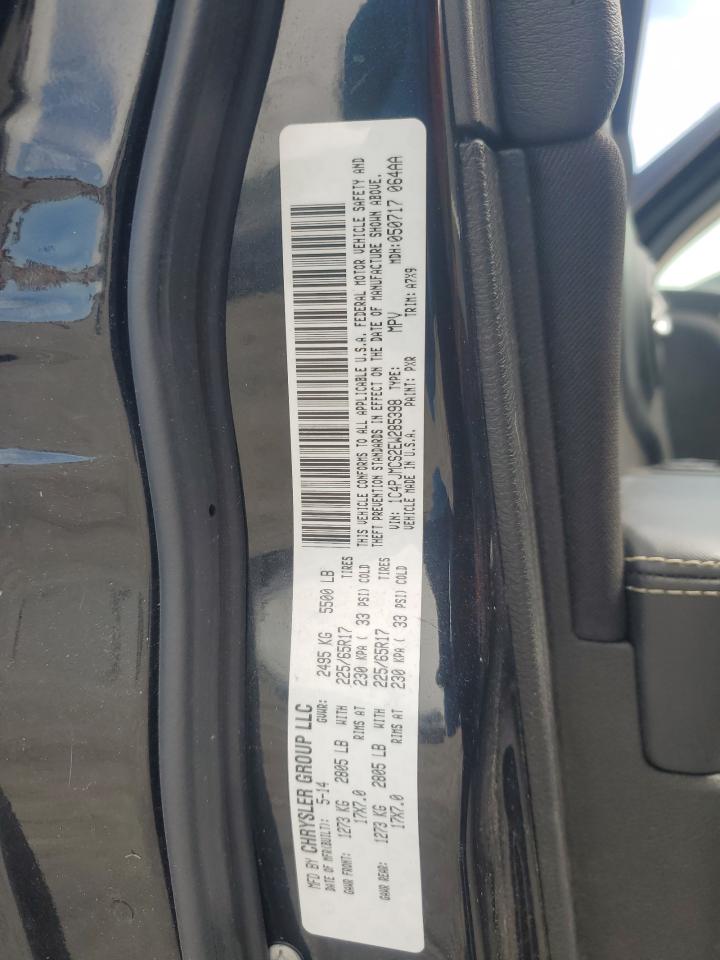 MFD BY CHRYSLER GROUP LLC
DATE OF MFR(BUILT): 5-14 GVWR: 2495 KG 5500 LB
GAWR FRONT: 1273 KG 2805 LB WITH 225/65R17 TIRES
17X7.0 RIMS AT 230 KPA ( 33 PSI) COLD
GAWR REAR: 1273 KG 2805 LB WITH 225/65R17 TIRES
17X7.0 RIMS AT 230 KPA ( 33 PSI) COLD
THIS VEHICLE CONFORMS TO ALL APPLICABLE U.S.A. FEDERAL MOTOR VEHICLE SAFETY AND
THEFT PREVENTION STANDARDS IN EFFECT ON THE DATE OF MANUFACTURE SHOWN ABOVE.
VIN: 1C4PJMCS2EW285398 TYPE: MPV MDH:050717 064AA
VEHICLE MADE IN U.S.A. PAINT: PXR TRIM: A7X9